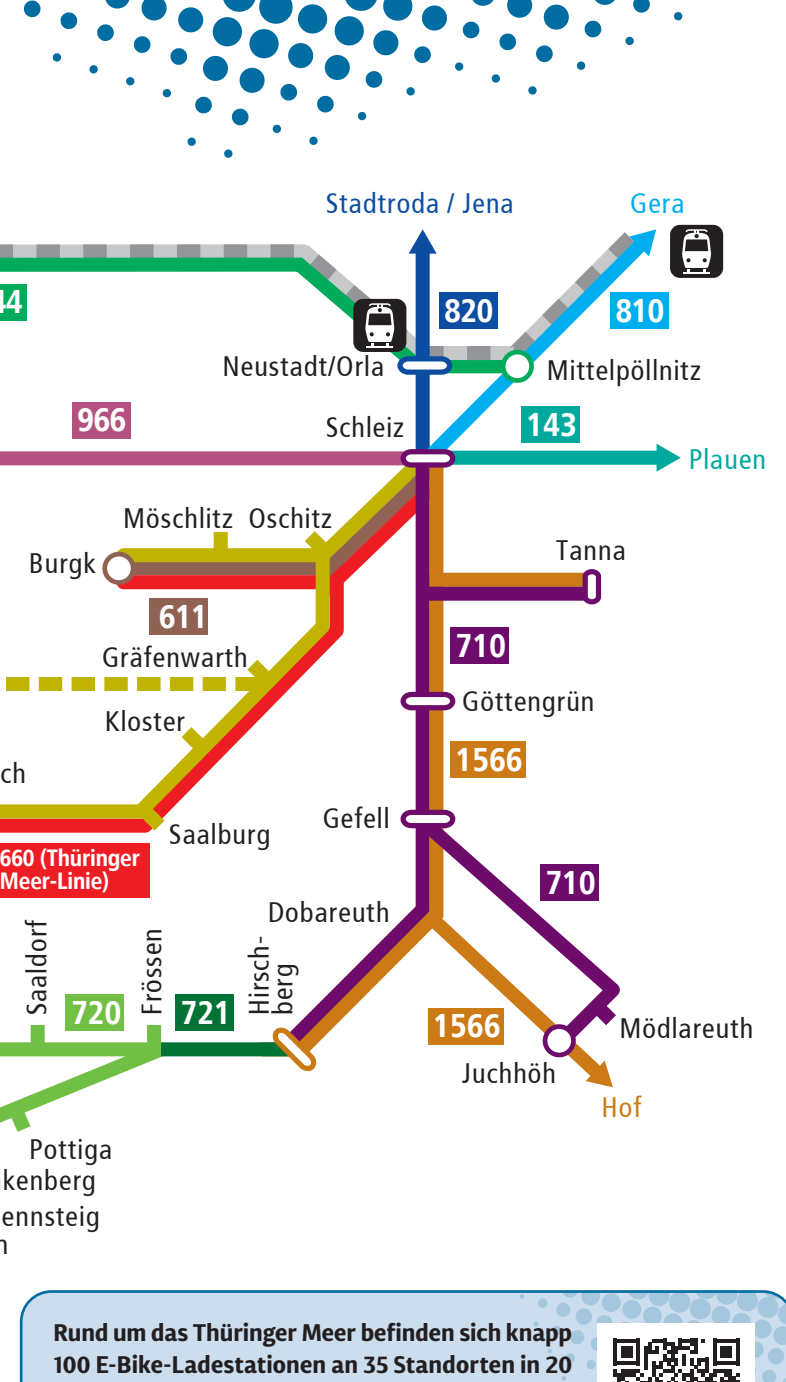 Stadtroda / Jena
Gera
44
820
810
Neustadt/Orla
Mittelpöllnitz
966
Schleiz
143
Plauen
Möschlitz
Oschitz
Burgk
Tanna
611
Gräfenwarth
710
Göttengrün
Kloster
1566
ch
Gefell
Saalburg
660 (Thüringer
Meer-Linie)
710
Dobareuth
Saaldorf
Frössen
Hirsch-
berg
720
721
1566
Mödlareuth
Juchhöh
Hof
Pottiga
kenberg
ennsteig
n
Rund um das Thüringer Meer befinden sich knapp
100 E-Bike-Ladestationen an 35 Standorten in 20